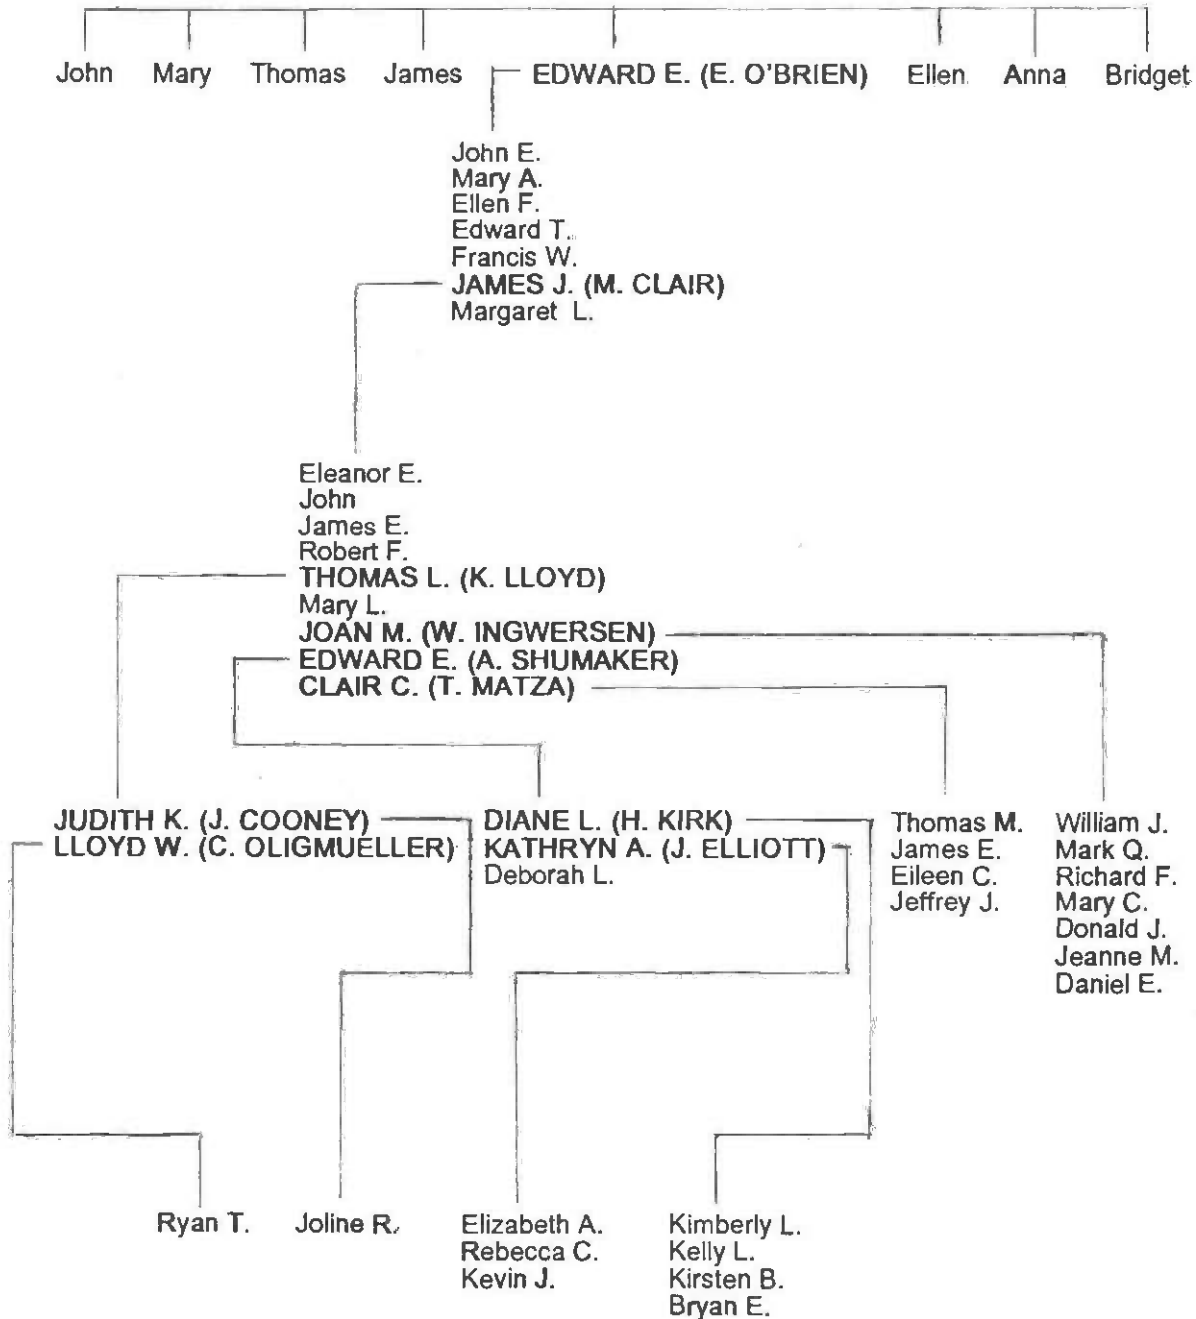 John Mary Thomas James EDWARD E. (E. O'BRIEN) Ellen Anna Bridget
John E.
Mary A.
Ellen F.
Edward T.
Francis W.
JAMES J. (M. CLAIR)
Margaret L.
Eleanor E.
John
James E.
Robert F.
THOMAS L. (K. LLOYD)
Mary L.
JOAN M. (W. INGWERSEN)
EDWARD E. (A. SHUMAKER)
CLAIR C. (T. MATZA)
JUDITH K. (J. COONEY)
LLOYD W. (C. OLIGMUELLER)
DIANE L. (H. KIRK)
KATHRYN A. (J. ELLIOTT)
Deborah L.
Thomas M.
James E.
Eileen C.
Jeffrey J.
William J.
Mark Q.
Richard F.
Mary C.
Donald J.
Jeanne M.
Daniel E.
Ryan T.
Joline R.
Elizabeth A.
Rebecca C.
Kevin J.
Kimberly L.
Kelly L.
Kirsten B.
Bryan E.